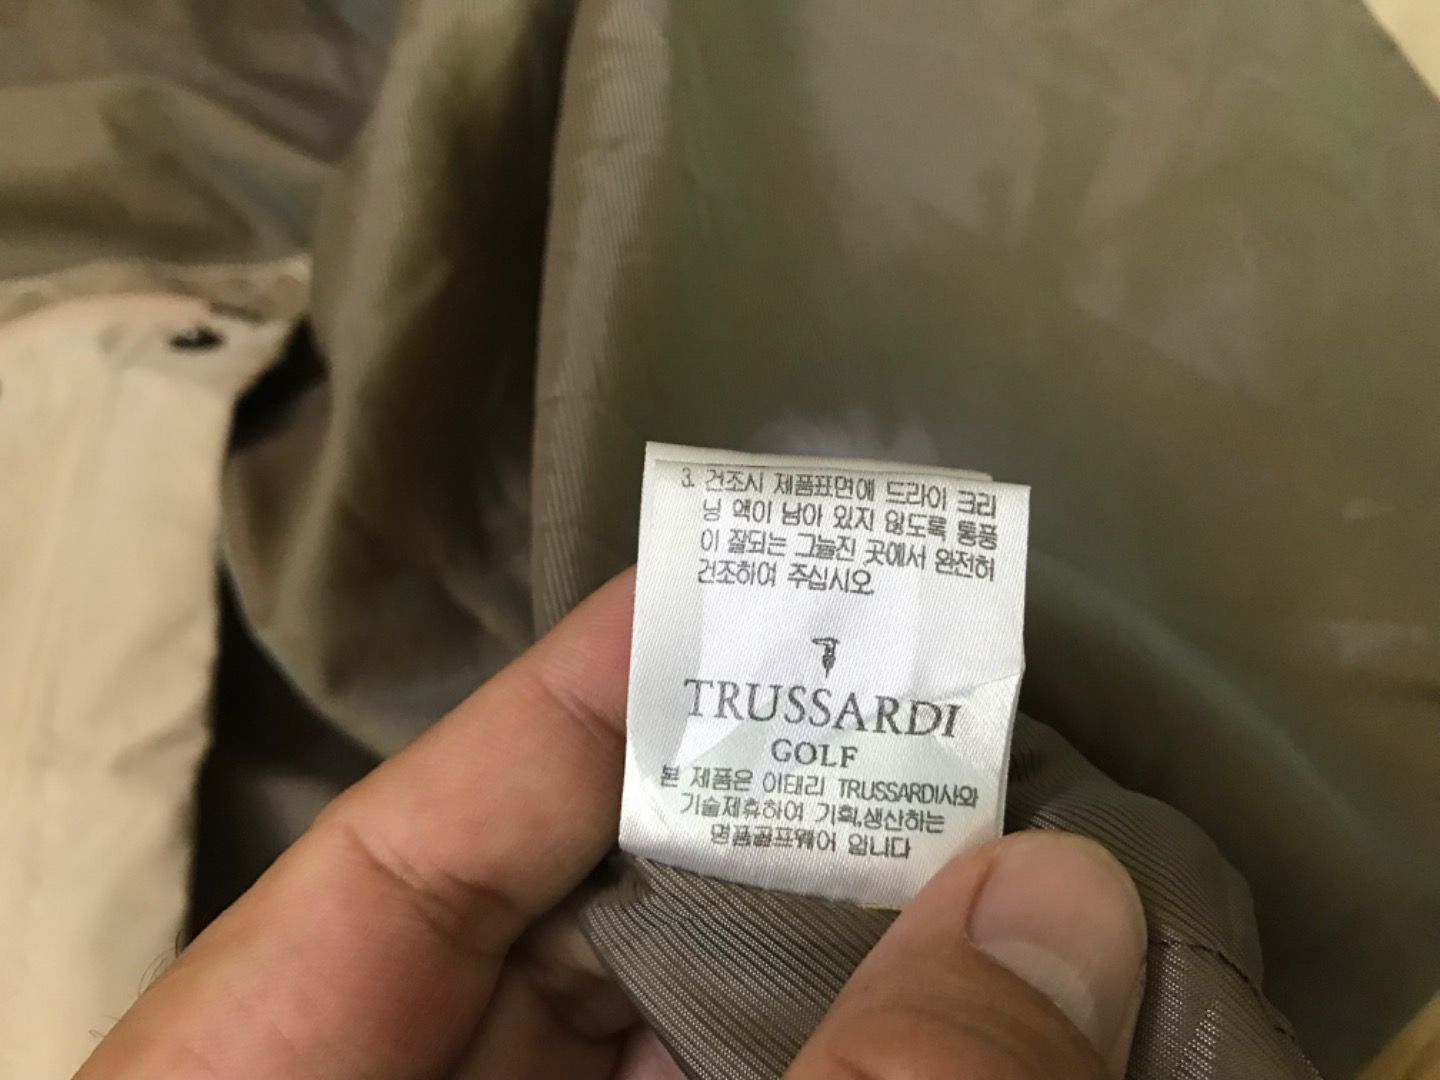 3. 건조시 제품표면에 드라이 크리
닝 액이 남아 있지 않도록 통풍
이 잘되는 그늘진 곳에서 완전히
건조하여 주십시오.
TRUSSARDI
GOLF
본 제품은 이태리 TRUSSARDI사와
기술제휴하여 기획,생산하는
명품골프웨어 입니다